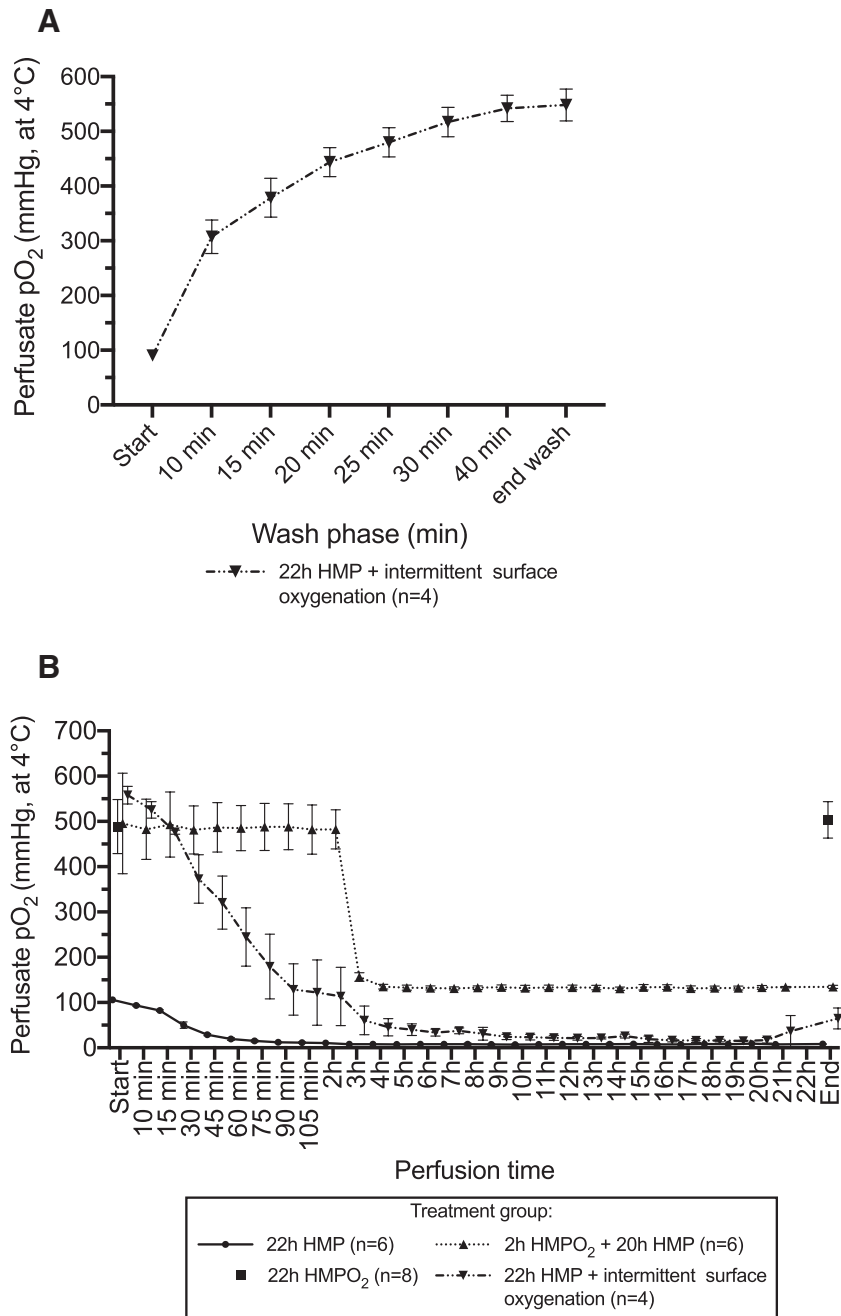 A
Perfusate pO2 (mmHg, at 4°C)
600
500
400
300
200
100
0
Start
10 min
15 min
20 min
25 min
30 min
40 min
end wash
Wash phase (min)
22h HMP + intermittent surface
oxygenation (n=4)
B
Perfusate pO2 (mmHg, at 4°C)
700
600
500
400
300
200
100
0
Start
10 min
15 min
30 min
45 min
60 min
75 min
90 min
105 min
2h
3h
4h
5h
6h
7h
8h
9h
10h
11h
12h
13h
14h
15h
16h
17h
18h
19h
20h
21h
22h
End
Perfusion time
Treatment group:
22h HMP (n=6)
2h HMPO2 + 20h HMP (n=6)
22h HMPO2 (n=8)
22h HMP + intermittent surface
oxygenation (n=4)